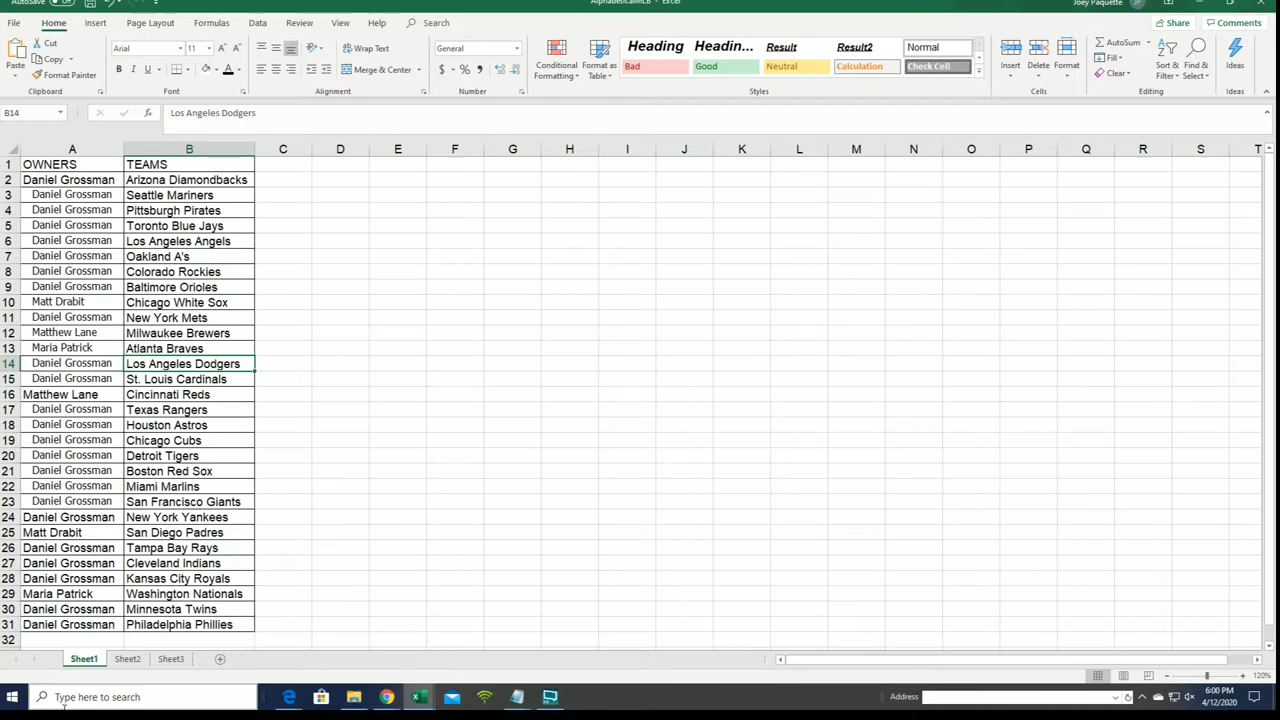 AutoSave Off AlphabeticalMLB - Excel Joey Paquette JP
File Home Insert Page Layout Formulas Data Review View Help Search Share Comments
Paste Cut Copy Format Painter Clipboard
Arial 11 A A B I U A Font
Wrap Text Merge & Center Alignment
General $ % Number
Conditional Formatting Format as Table
Heading Headin... Result Result2 Normal
Bad Good Neutral Calculation Check Cell
Styles
Insert Delete Format Cells
AutoSum Fill Clear Sort & Filter Find & Select Editing
Ideas Ideas
B14 fx Los Angeles Dodgers
A B C D E F G H I J K L M N O P Q R S T
1 OWNERS TEAMS
2 Daniel Grossman Arizona Diamondbacks
3 Daniel Grossman Seattle Mariners
4 Daniel Grossman Pittsburgh Pirates
5 Daniel Grossman Toronto Blue Jays
6 Daniel Grossman Los Angeles Angels
7 Daniel Grossman Oakland A's
8 Daniel Grossman Colorado Rockies
9 Daniel Grossman Baltimore Orioles
10 Matt Drabit Chicago White Sox
11 Daniel Grossman New York Mets
12 Matthew Lane Milwaukee Brewers
13 Maria Patrick Atlanta Braves
14 Daniel Grossman Los Angeles Dodgers
15 Daniel Grossman St. Louis Cardinals
16 Matthew Lane Cincinnati Reds
17 Daniel Grossman Texas Rangers
18 Daniel Grossman Houston Astros
19 Daniel Grossman Chicago Cubs
20 Daniel Grossman Detroit Tigers
21 Daniel Grossman Boston Red Sox
22 Daniel Grossman Miami Marlins
23 Daniel Grossman San Francisco Giants
24 Daniel Grossman New York Yankees
25 Matt Drabit San Diego Padres
26 Daniel Grossman Tampa Bay Rays
27 Daniel Grossman Cleveland Indians
28 Daniel Grossman Kansas City Royals
29 Maria Patrick Washington Nationals
30 Daniel Grossman Minnesota Twins
31 Daniel Grossman Philadelphia Phillies
32
Sheet1 Sheet2 Sheet3
120%
Type here to search Address 6:00 PM
4/12/2020